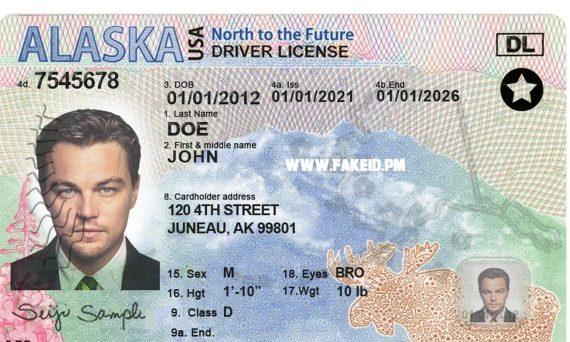 ALASKA USA North to the Future
DRIVER LICENSE
DL
4d. 7545678
3. DOB 4a. Iss 4b.End
01/01/2012 01/01/2021 01/01/2026
1. Last Name
DOE
2. First & middle name
JOHN
WWW.FAKEID.PM
8. Cardholder address
120 4TH STREET
JUNEAU, AK 99801
15. Sex M 18. Eyes BRO
16. Hgt 1'-10" 17.Wgt 10 lb
9. Class D
9a. End.
Seiji Sample